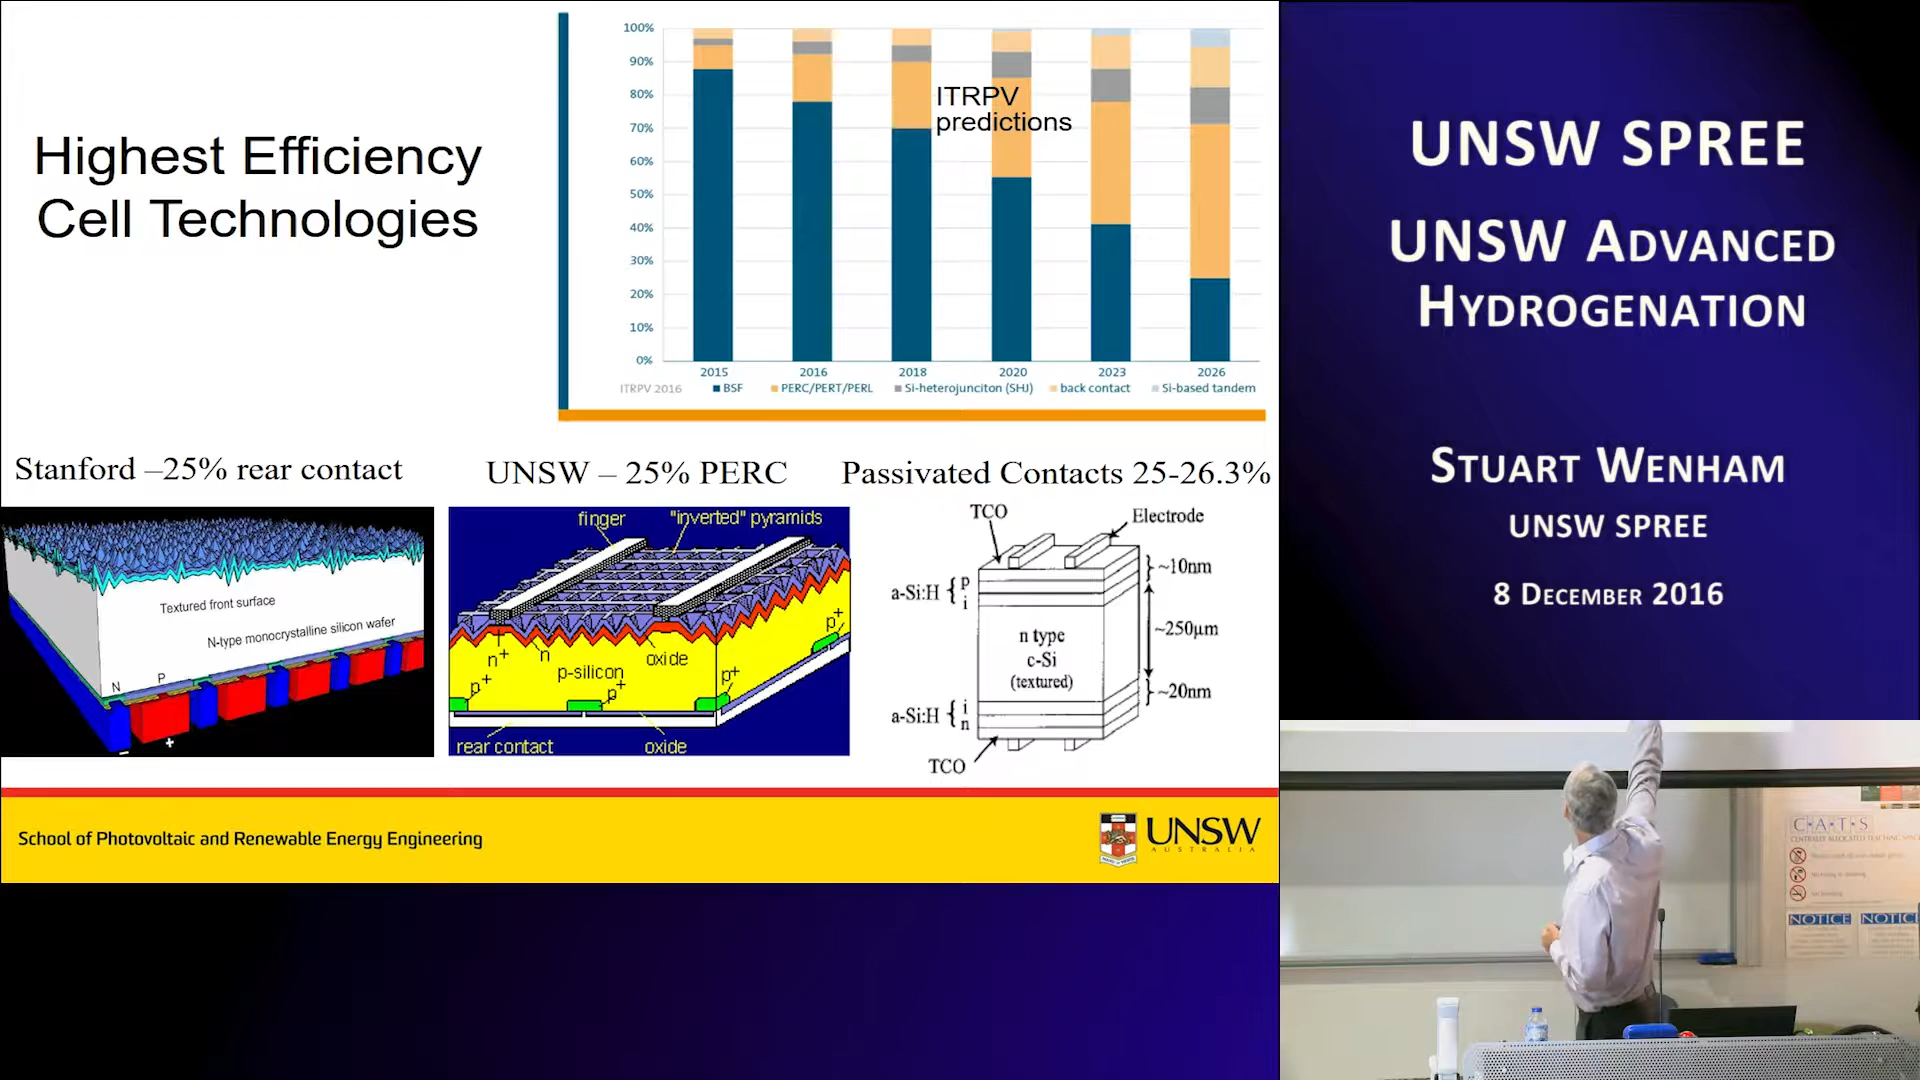 Highest Efficiency
Cell Technologies
100%
90%
80%
70%
60%
50%
40%
30%
20%
10%
0%
ITRPV
predictions
2015 2016 2018 2020 2023 2026
ITRPV 2016 BSF PERC/PERT/PERL Si-heterojunciton (SHJ) back contact Si-based tandem
Stanford –25% rear contact
Textured front surface
N-type monocrystalline silicon wafer
N P
– +
UNSW – 25% PERC
finger "inverted" pyramids
n+ n oxide
p-silicon
p+ p+ p+ p+
rear contact oxide
Passivated Contacts 25-26.3%
TCO Electrode
~10nm
a-Si:H { p
i
n type
c-Si
(textured)
~250µm
~20nm
a-Si:H { i
n
TCO
School of Photovoltaic and Renewable Energy Engineering
UNSW
AUSTRALIA
UNSW SPREE
UNSW ADVANCED
HYDROGENATION
STUART WENHAM
UNSW SPREE
8 DECEMBER 2016
C·A·T·S
CENTRALLY ALLOCATED TEACHING
NOTICE NOTICE